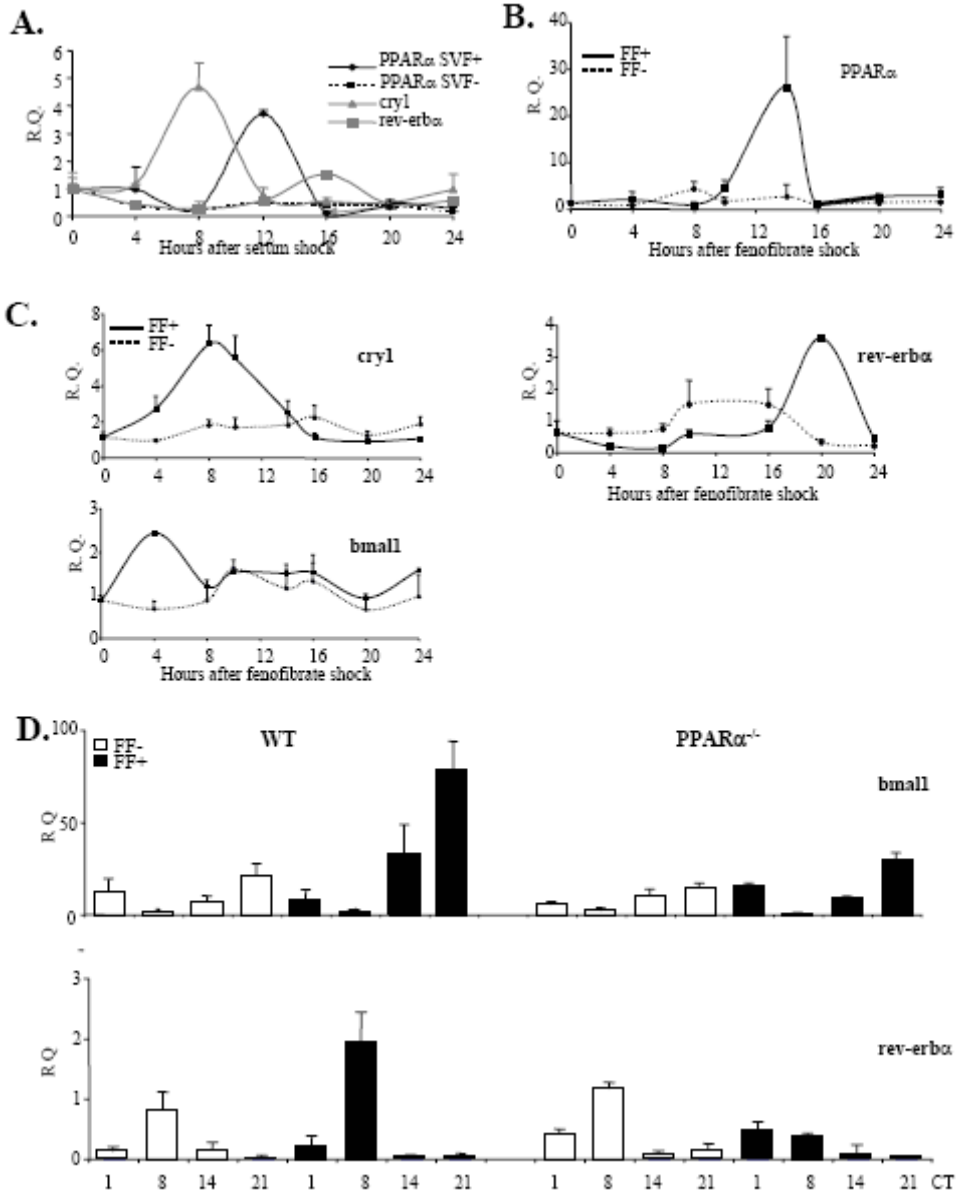 A.
R.Q.
6
5
4
3
2
1
0
PPARα SVF+
PPARα SVF-
cry1
rev-erbα
0 4 8 12 16 20 24
Hours after serum shock
B.
R.Q.
40
30
20
10
0
FF+
FF-
PPARα
0 4 8 10 12 16 20 24
Hours after fenofibrate shock
C.
R. Q.
8
6
4
2
0
FF+
FF-
cry1
0 4 8 10 12 16 20 24
R. Q.
4
3
2
1
0
rev-erbα
0 4 8 12 16 20 24
Hours after fenofibrate shock
R. Q.
3
2
1
0
bmal1
0 4 8 12 16 20 24
Hours after fenofibrate shock
D.
100
50
0
R Q
FF-
FF+
WT
PPARα-/-
bmal1
-
3
2
1
0
R Q
rev-erbα
1 8 14 21 1 8 14 21 1 8 14 21 1 8 14 21 CT